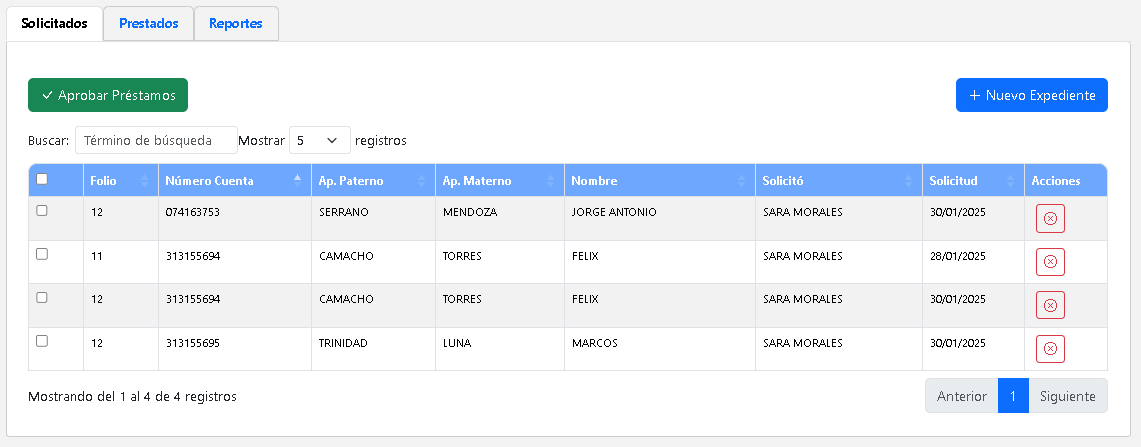 Solicitados Prestados Reportes
Aprobar Préstamos + Nuevo Expediente
Buscar: Término de búsqueda Mostrar 5 registros
Folio Número Cuenta Ap. Paterno Ap. Materno Nombre Solicitó Solicitud Acciones
12 074163753 SERRANO MENDOZA JORGE ANTONIO SARA MORALES 30/01/2025
11 313155694 CAMACHO TORRES FELIX SARA MORALES 28/01/2025
12 313155694 CAMACHO TORRES FELIX SARA MORALES 30/01/2025
12 313155695 TRINIDAD LUNA MARCOS SARA MORALES 30/01/2025
Mostrando del 1 al 4 de 4 registros Anterior 1 Siguiente